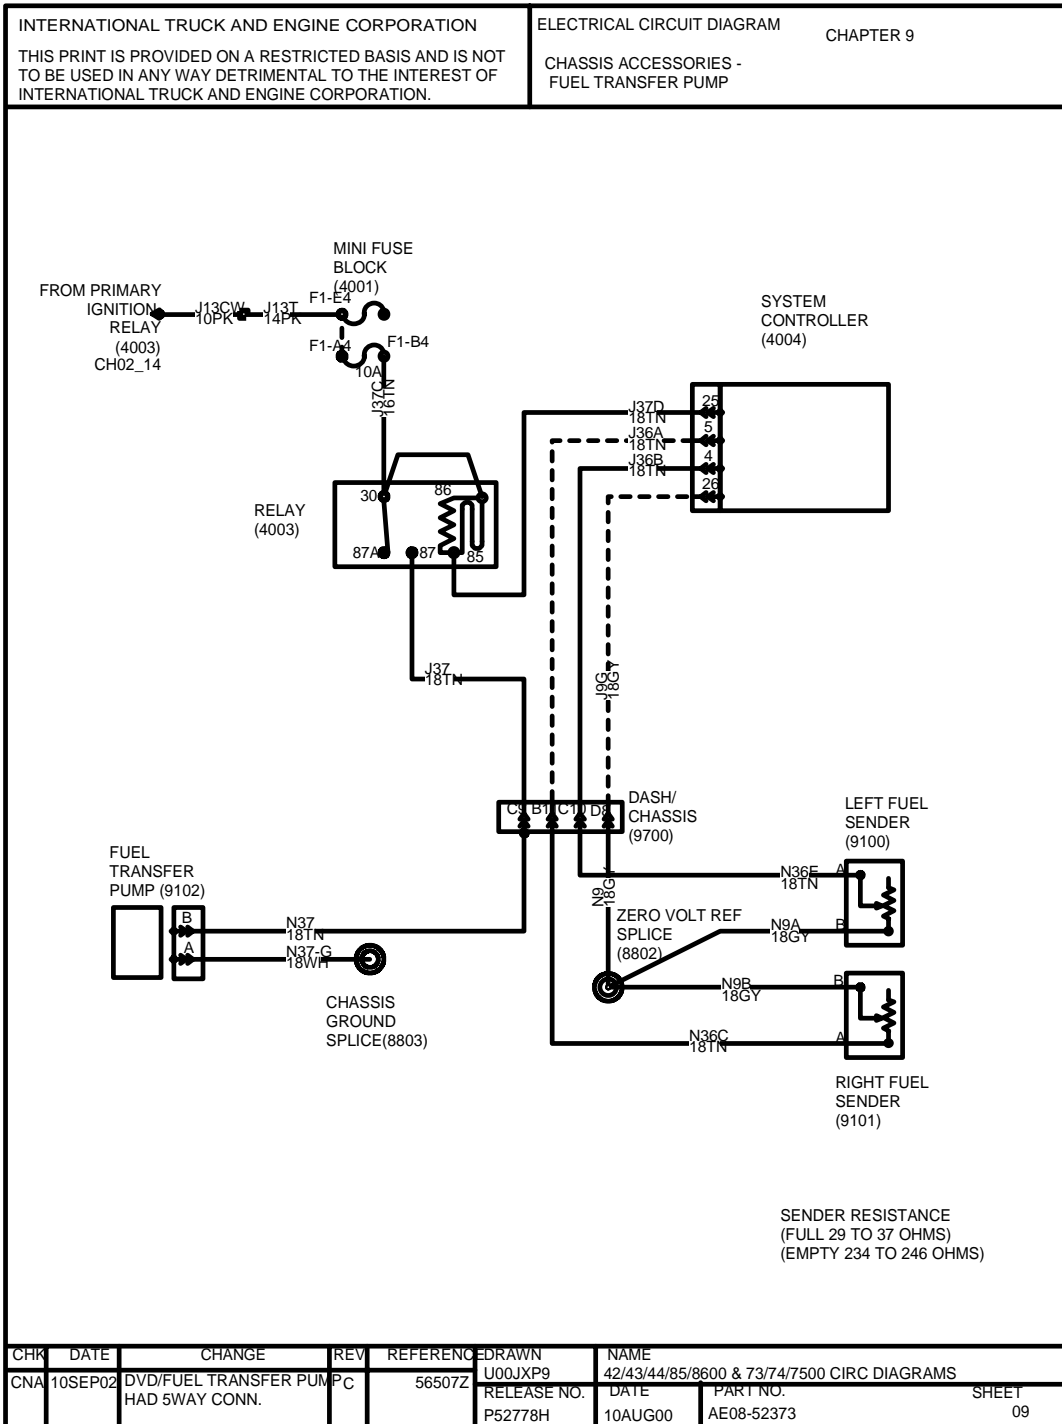 INTERNATIONAL TRUCK AND ENGINE CORPORATION
THIS PRINT IS PROVIDED ON A RESTRICTED BASIS AND IS NOT
TO BE USED IN ANY WAY DETRIMENTAL TO THE INTEREST OF
INTERNATIONAL TRUCK AND ENGINE CORPORATION.
ELECTRICAL CIRCUIT DIAGRAM
CHAPTER 9
CHASSIS ACCESSORIES -
FUEL TRANSFER PUMP
MINI FUSE
BLOCK
(4001)
FROM PRIMARY
IGNITION
RELAY
(4003)
CH02_14
J13CW
10PK
J13T
14PK
F1-E4
F1-A4
F1-B4
10A
J37C
16TN
SYSTEM
CONTROLLER
(4004)
J37D
18TN
25
J36A
18TN
5
J36B
18TN
4
26
RELAY
(4003)
30
86
87A
87
85
J37
18TN
J9G
18GY
C9 B1 C10 D8
DASH/
CHASSIS
(9700)
LEFT FUEL
SENDER
(9100)
FUEL
TRANSFER
PUMP (9102)
B
A
N37
18TN
N37-G
18WH
CHASSIS
GROUND
SPLICE(8803)
N9
18GY
ZERO VOLT REF
SPLICE
(8802)
N36E
18TN
A
N9A
18GY
B
N9B
18GY
B
N36C
18TN
A
RIGHT FUEL
SENDER
(9101)
SENDER RESISTANCE
(FULL 29 TO 37 OHMS)
(EMPTY 234 TO 246 OHMS)
CHK DATE CHANGE REV REFERENCE
CNA 10SEP02 DVD/FUEL TRANSFER PUMP C 56507Z
HAD 5WAY CONN.
DRAWN
U00JXP9
NAME
42/43/44/85/8600 & 73/74/7500 CIRC DIAGRAMS
RELEASE NO.
P52778H
DATE
10AUG00
PART NO.
AE08-52373
SHEET
09